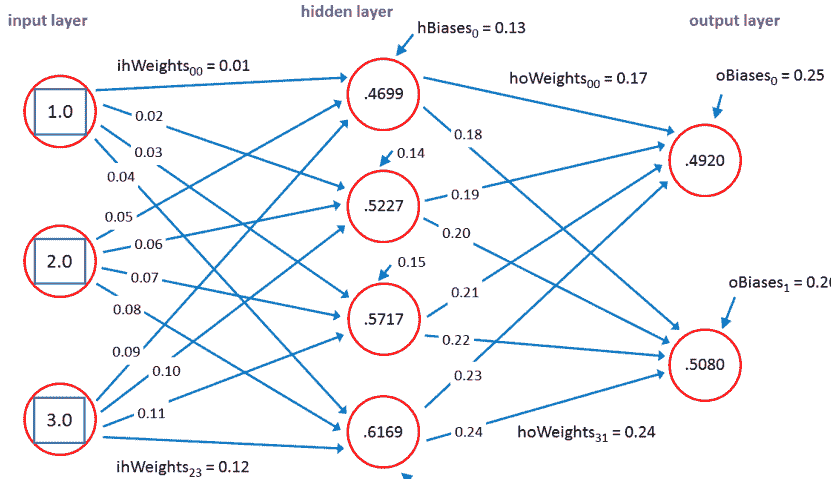 input layer
hidden layer
output layer
hBiases0 = 0.13
ihWeights00 = 0.01
hoWeights00 = 0.17
oBiases0 = 0.25
1.0
.4699
0.02
0.18
0.03
0.14
.4920
0.04
0.19
.5227
0.05
0.20
0.06
2.0
0.15
0.07
0.21
oBiases1 =
0.08
.5717
0.22
0.09
0.10
.5080
0.23
0.11
3.0
.6169
0.24
hoWeights31 = 0.24
ihWeights23 = 0.12